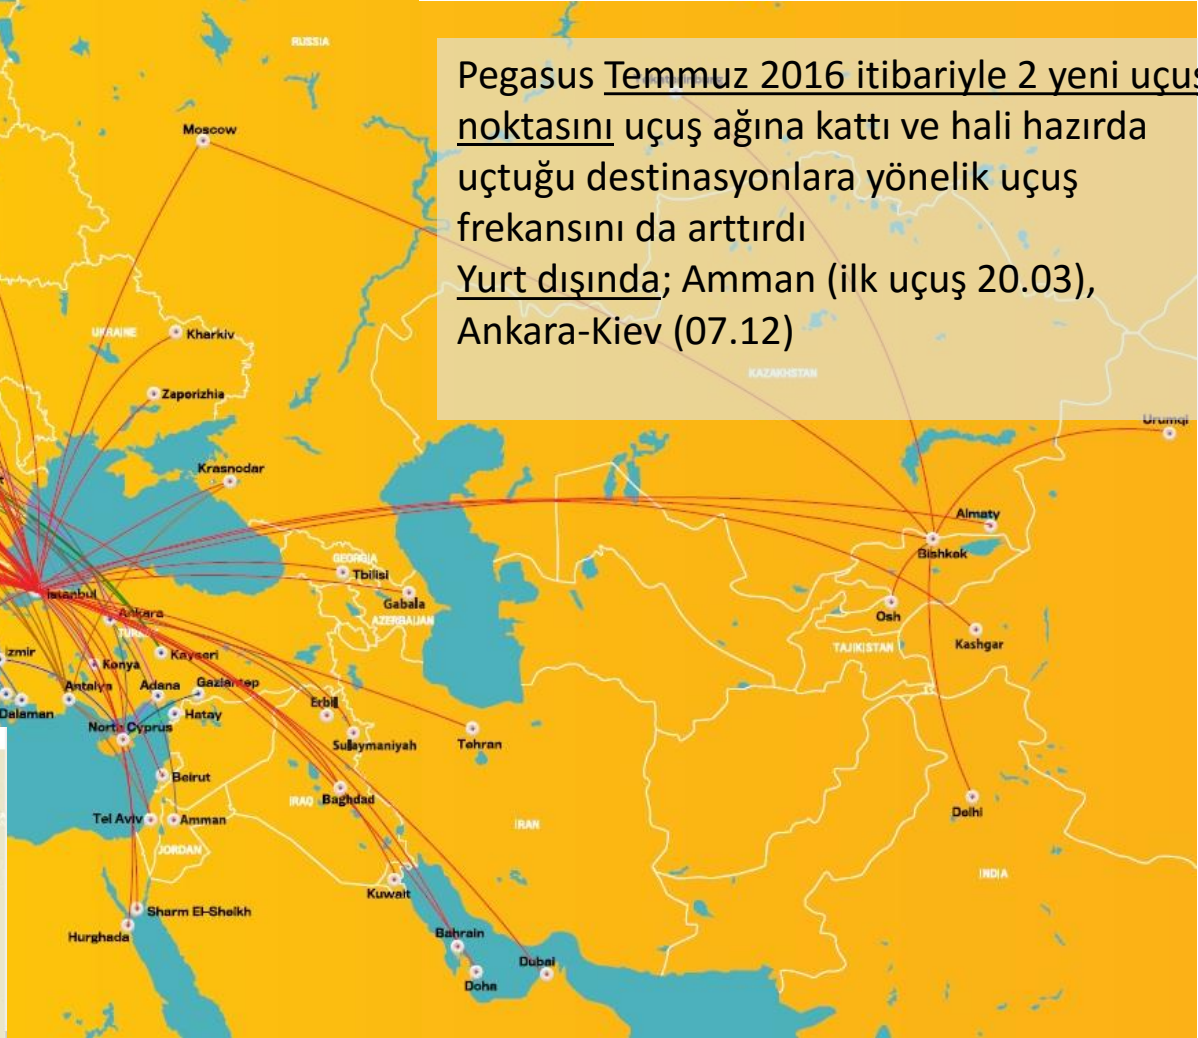 RUSSIA
Pegasus Temmuz 2016 itibariyle 2 yeni uçuş
noktasını uçuş ağına kattı ve hali hazırda
uçtuğu destinasyonlara yönelik uçuş
frekansını da arttırdı
Yurt dışında; Amman (ilk uçuş 20.03),
Ankara-Kiev (07.12)
Moscow
UKRAINE
Kharkiv
KAZAKHSTAN
Zaporizhia
Urumqi
Krasnodar
Almaty
Bishkek
GEORGIA
Tbilisi
Gabala
AZERBAIJAN
Istanbul
Ankara
Osh
Kashgar
TAJIKISTAN
Izmir
Konya
Kayseri
Antalya
Adana
Gaziantep
Dalaman
Hatay
Erbil
North Cyprus
Sulaymaniyah
Tehran
Beirut
IRAQ
Baghdad
Tel Aviv
Amman
IRAN
Delhi
JORDAN
INDIA
Kuwait
Sharm El-Sheikh
Hurghada
Bahrain
Dubai
Doha